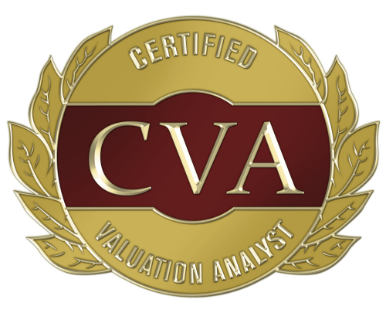 CERTIFIED
CVA
VALUATION ANALYST